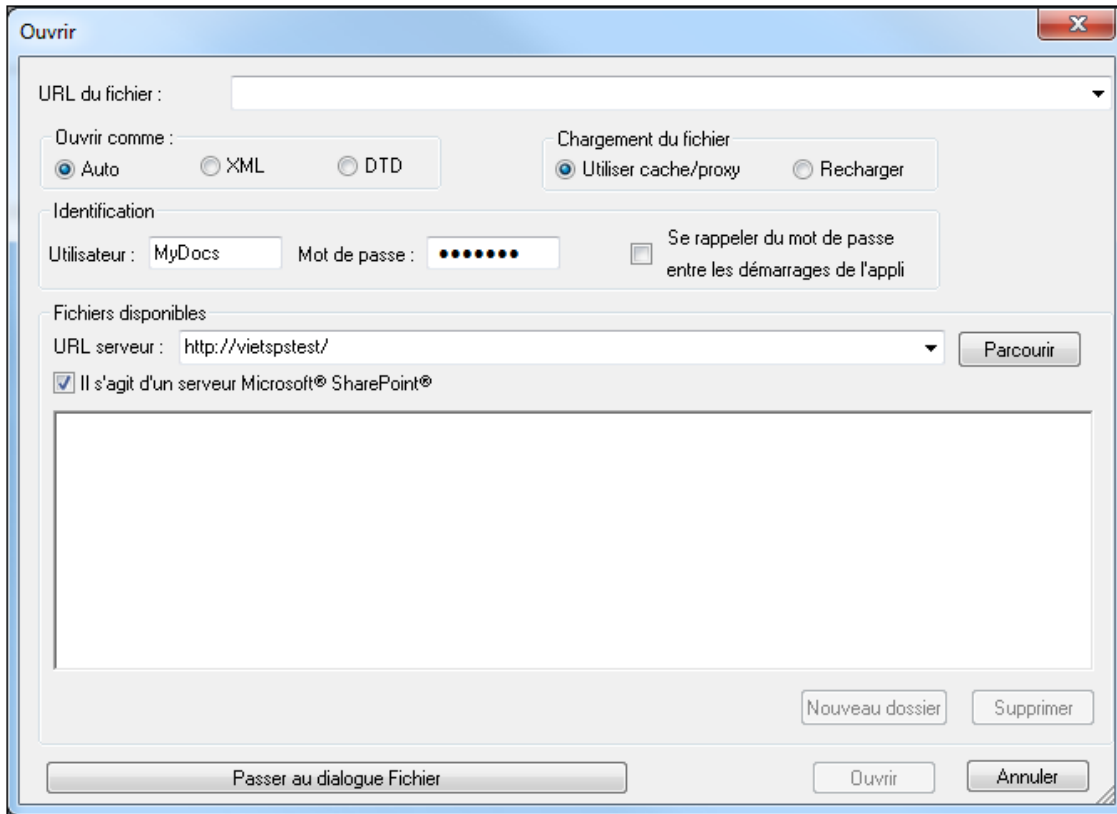 Ouvrir
URL du fichier :
Ouvrir comme :
Auto XML DTD
Chargement du fichier
Utiliser cache/proxy Recharger
Identification
Utilisateur : MyDocs Mot de passe : •••••••
Se rappeler du mot de passe
entre les démarrages de l'appli
Fichiers disponibles
URL serveur : http://vietspstest/ Parcourir
Il s'agit d'un serveur Microsoft® SharePoint®
Nouveau dossier Supprimer
Passer au dialogue Fichier Ouvrir Annuler